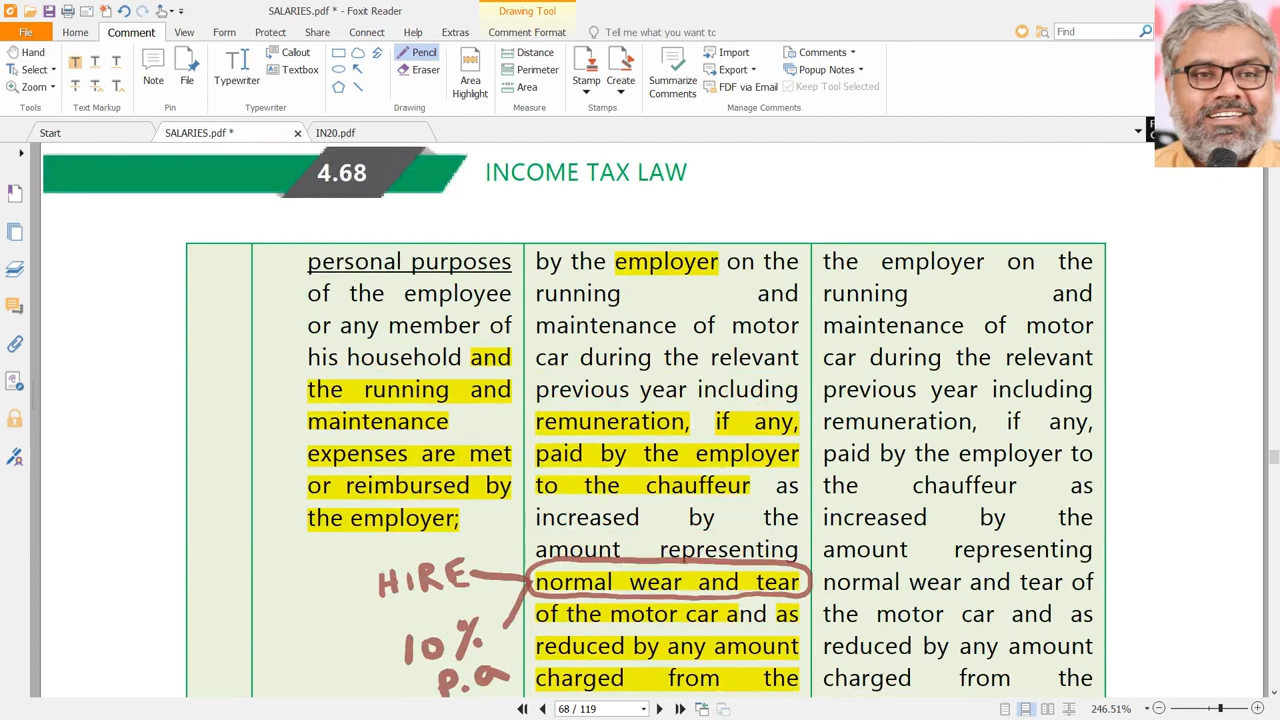 SALARIES.pdf * - Foxit Reader
Drawing Tool
File Home Comment View Form Protect Share Connect Help Extras Comment Format Tell me what you want tc Find
Hand
Select
Zoom
Tools
Text Markup
Note File
Pin
Typewriter
Callout
Textbox
Typewriter
Pencil
Eraser
Drawing
Area Highlight
Distance
Perimeter
Area
Measure
Stamp Create
Stamps
Summarize Comments
Import
Export
FDF via Email
Comments
Popup Notes
Keep Tool Selected
Manage Comments
Start SALARIES.pdf * IN20.pdf
4.68 INCOME TAX LAW
personal purposes
of the employee
or any member of
his household and
the running and
maintenance
expenses are met
or reimbursed by
the employer;
HIRE
10%
p.a
by the employer on the
running and
maintenance of motor
car during the relevant
previous year including
remuneration, if any,
paid by the employer
to the chauffeur as
increased by the
amount representing
normal wear and tear
of the motor car and as
reduced by any amount
charged from the
the employer on the
running and
maintenance of motor
car during the relevant
previous year including
remuneration, if any,
paid by the employer to
the chauffeur as
increased by the
amount representing
normal wear and tear of
the motor car and as
reduced by any amount
charged from the
68 / 119 246.51%